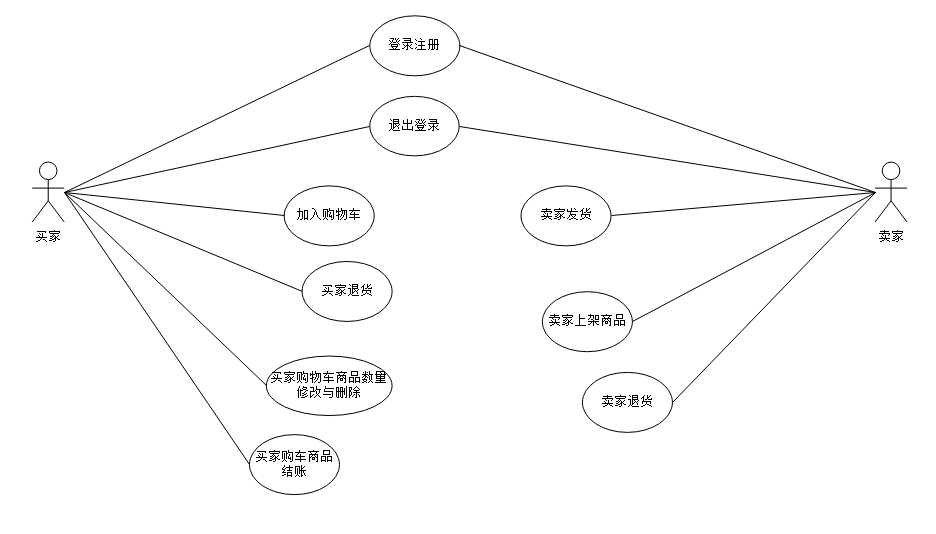 登录注册
退出登录
加入购物车
卖家发货
买家
卖家
买家退货
卖家上架商品
买家购物车商品数量
修改与删除
卖家退货
买家购车商品
结账